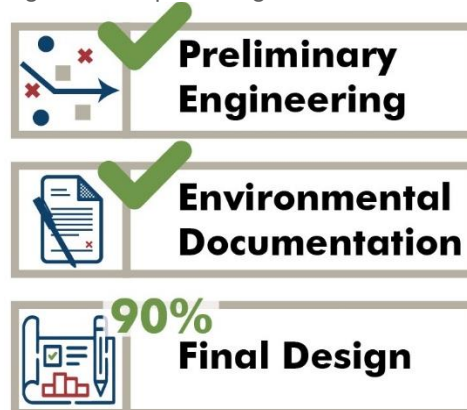 Preliminary
Engineering
Environmental
Documentation
90%
Final Design